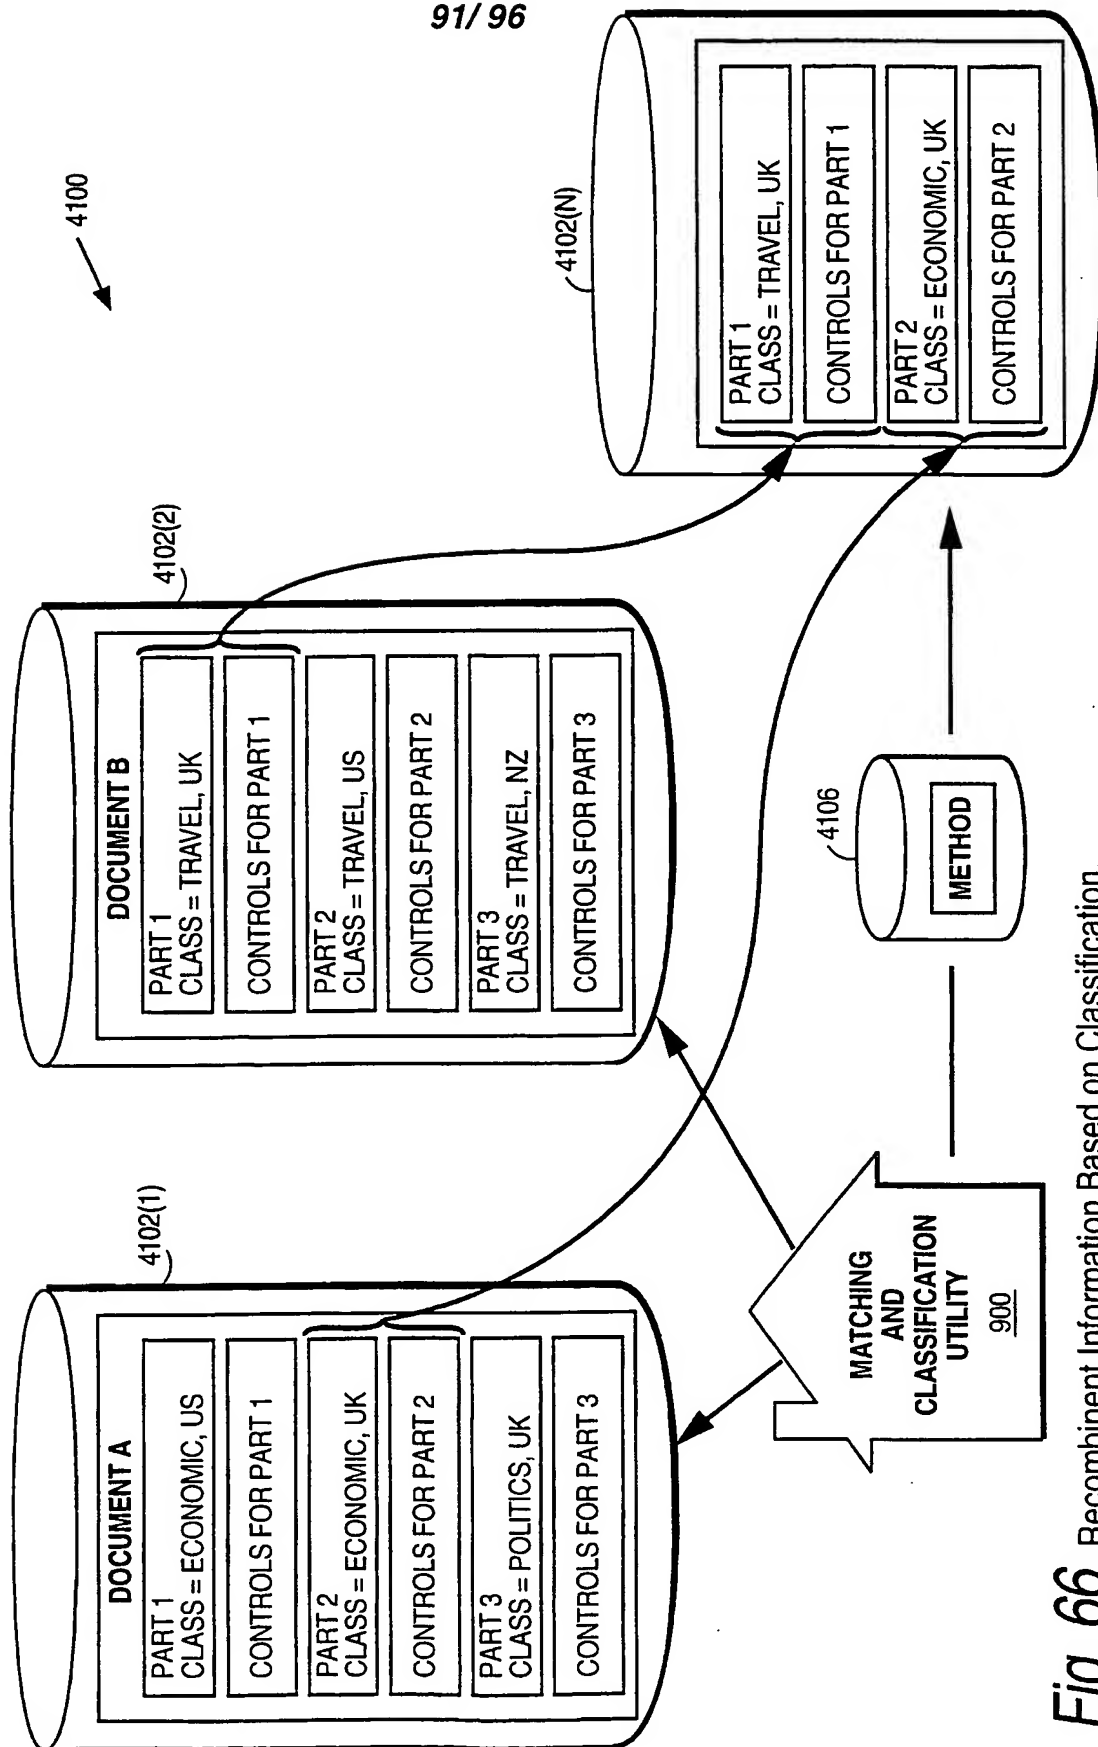 91/ 96
4100
4102(1)
DOCUMENT A
PART 1
CLASS = ECONOMIC, US
CONTROLS FOR PART 1
PART 2
CLASS = ECONOMIC, UK
CONTROLS FOR PART 2
PART 3
CLASS = POLITICS, UK
CONTROLS FOR PART 3
4102(2)
DOCUMENT B
PART 1
CLASS = TRAVEL, UK
CONTROLS FOR PART 1
PART 2
CLASS = TRAVEL, US
CONTROLS FOR PART 2
PART 3
CLASS = TRAVEL, NZ
CONTROLS FOR PART 3
4102(N)
PART 1
CLASS = TRAVEL, UK
CONTROLS FOR PART 1
PART 2
CLASS = ECONOMIC, UK
CONTROLS FOR PART 2
MATCHING
AND
CLASSIFICATION
UTILITY
900
4106
METHOD
Fig. 66 Recombinent Information Based on Classification